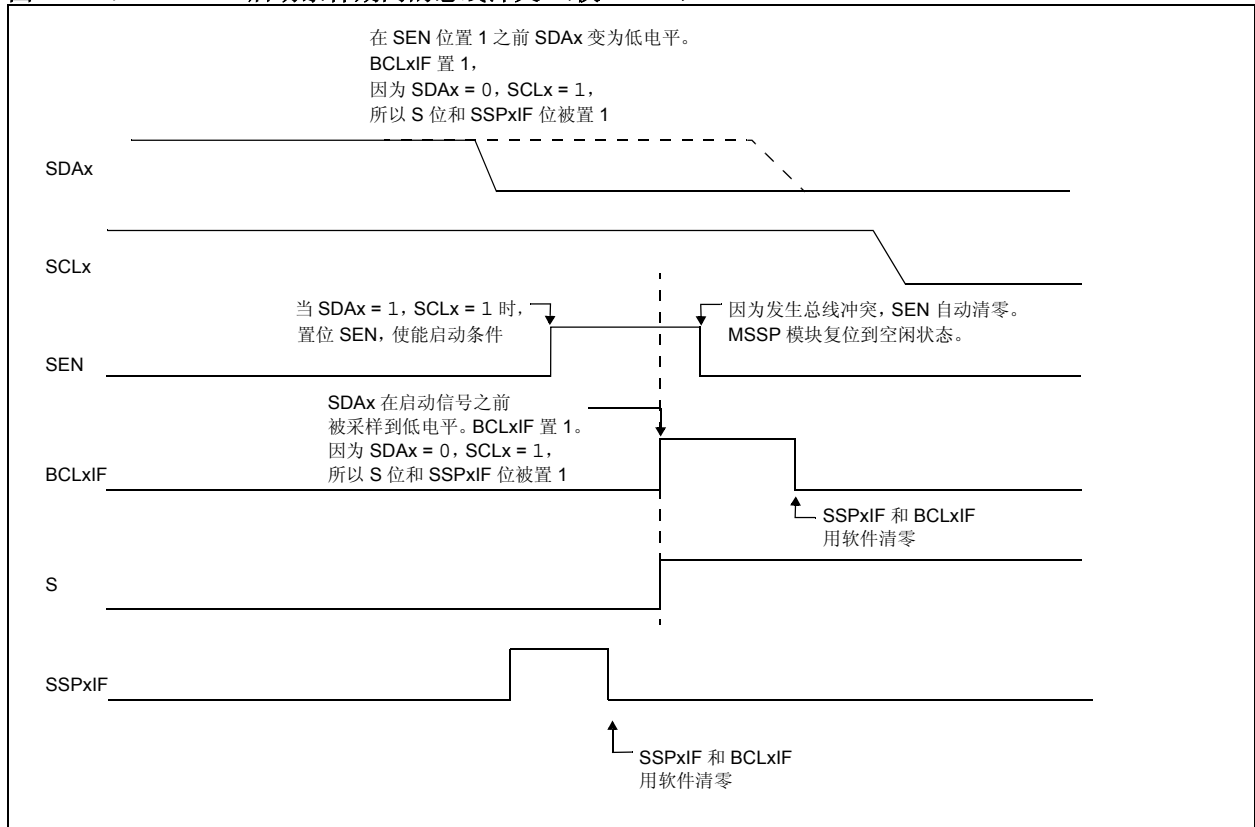 在 SEN 位置 1 之前 SDAx 变为低电平。
BCLxIF 置 1，
因为 SDAx = 0，SCLx = 1，
所以 S 位和 SSPxIF 位被置 1
SDAx
SCLx
当 SDAx = 1，SCLx = 1 时，
置位 SEN，使能启动条件
因为发生总线冲突，SEN 自动清零。
MSSP 模块复位到空闲状态。
SEN
SDAx 在启动信号之前
被采样到低电平。BCLxIF 置 1。
因为 SDAx = 0，SCLx = 1，
所以 S 位和 SSPxIF 位被置 1
BCLxIF
SSPxIF 和 BCLxIF
用软件清零
S
SSPxIF
SSPxIF 和 BCLxIF
用软件清零